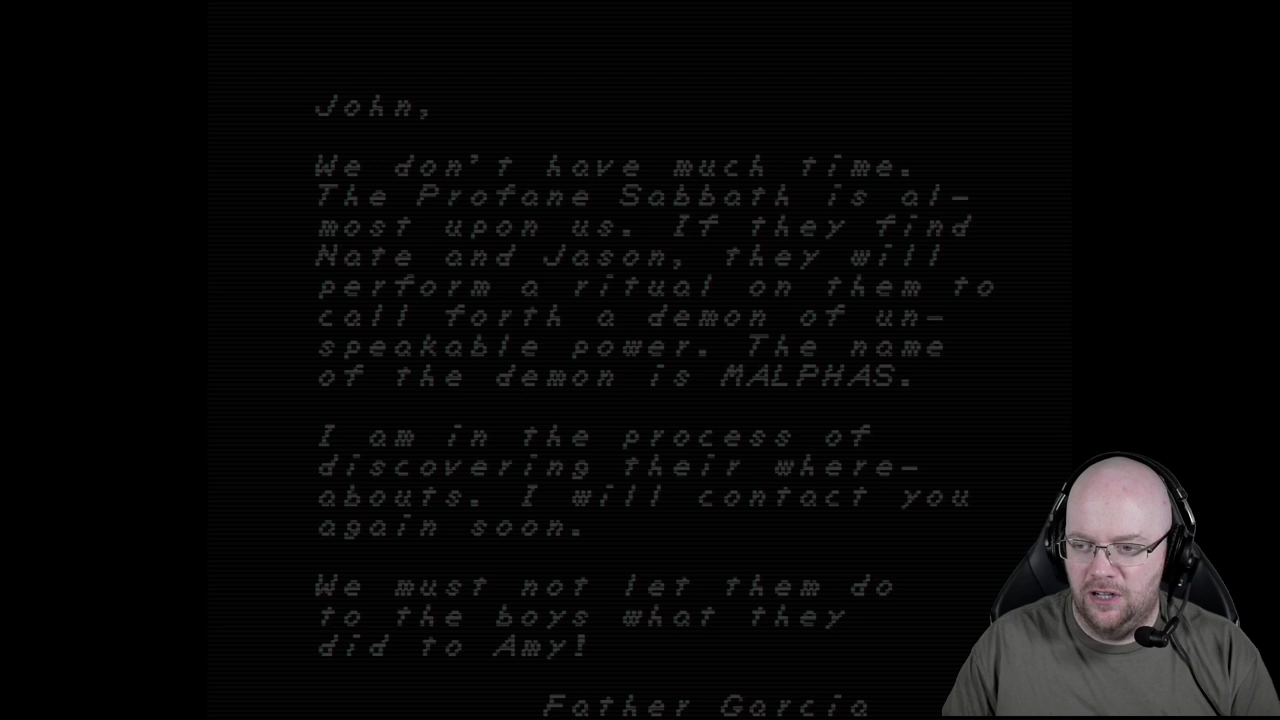 John,
We don't have much time.
The Profane Sabbath is al-
most upon us. If they find
Nate and Jason, they will
perform a ritual on them to
call forth a demon of un-
speakable power. The name
of the demon is MALPHAS.
I am in the process of
discovering their where-
abouts. I will contact you
again soon.
We must not let them do
to the boys what they
did to Amy!
Father Garcia